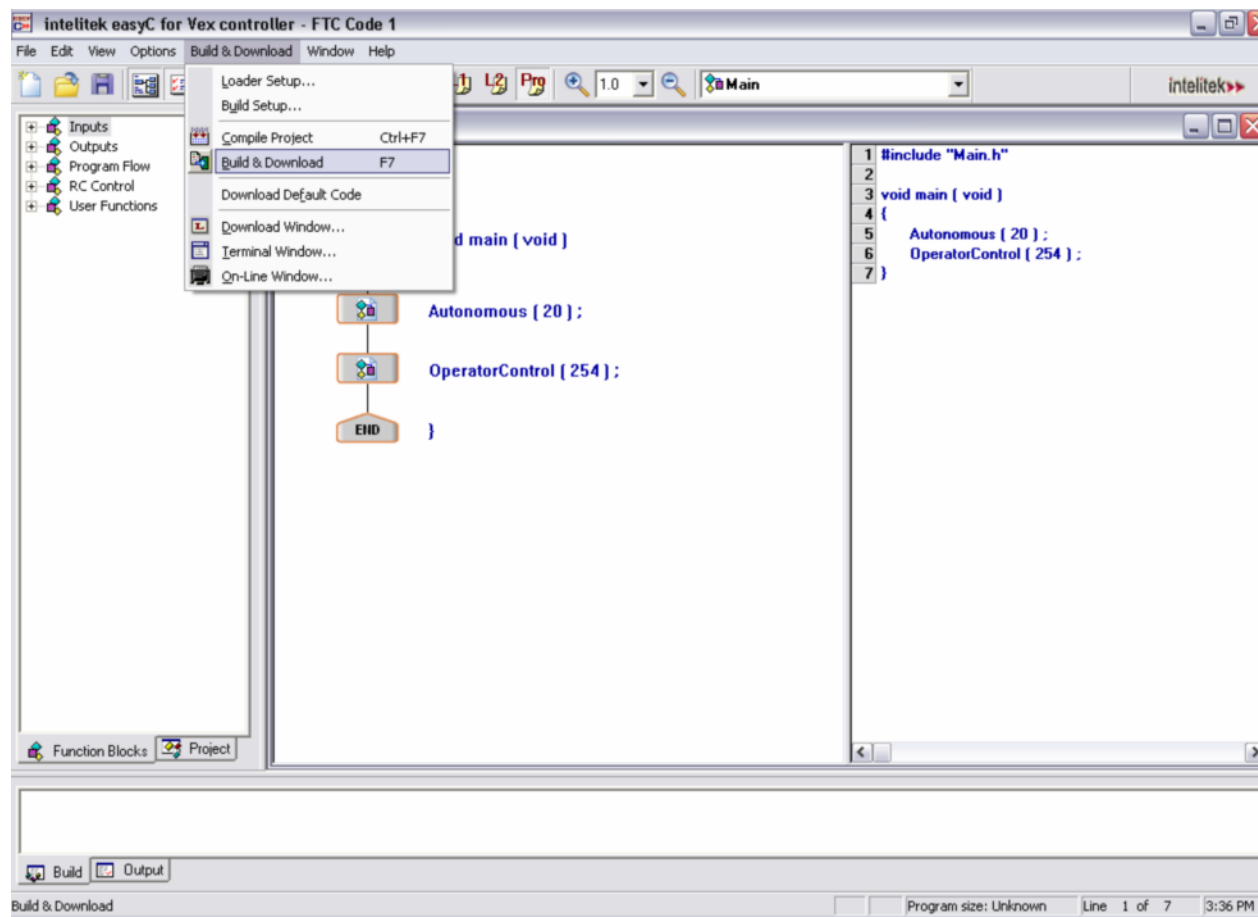 intelitek easyC for Vex controller - FTC Code 1
File Edit View Options Build & Download Window Help
L2 Prg 1.0 Main intelitek
Loader Setup...
Build Setup...
Compile Project Ctrl+F7
Build & Download F7
Download Default Code
Download Window...
Terminal Window...
On-Line Window...
Inputs
Outputs
Program Flow
RC Control
User Functions
d main ( void )
Autonomous ( 20 ) ;
OperatorControl ( 254 ) ;
END }
1 #include "Main.h"
2
3 void main ( void )
4 {
5 Autonomous ( 20 ) ;
6 OperatorControl ( 254 ) ;
7 }
Function Blocks Project
Build Output
Build & Download Program size: Unknown Line 1 of 7 3:36 PM